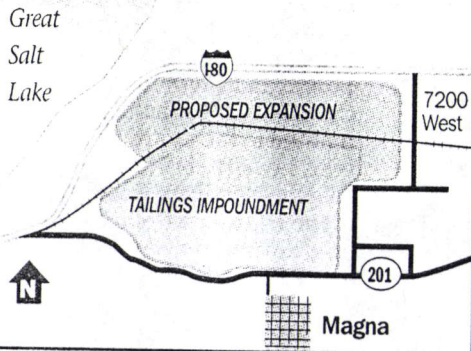 Great
Salt
Lake
I-80
PROPOSED EXPANSION
7200
West
TAILINGS IMPOUNDMENT
N
201
Magna